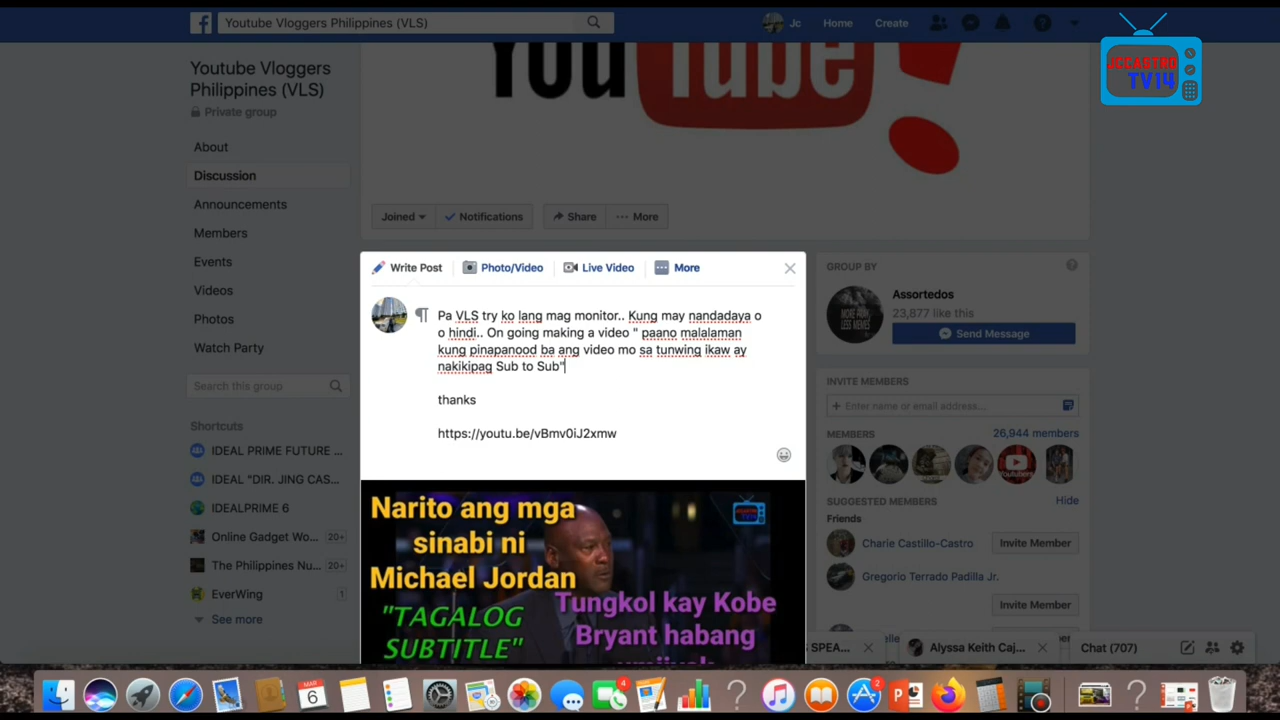 Youtube Vloggers Philippines (VLS)
Jc
Home
Create
JCCASTRO
TV14
You
Tube
Youtube Vloggers
Philippines (VLS)
Private group
About
Discussion
Announcements
Members
Events
Videos
Photos
Watch Party
Search this group
Shortcuts
IDEAL PRIME FUTURE ...
IDEAL "DIR. JING CAS...
IDEALPRIME 6
Online Gadget Wo... 20+
The Philippines Nu... 20+
EverWing 1
See more
Joined
Notifications
Share
More
Write Post
Photo/Video
Live Video
More
Pa VLS try ko lang mag monitor.. Kung may nandadaya o
o hindi.. On going making a video " paano malalaman
kung pinapanood ba ang video mo sa tunwing ikaw ay
nakikipag Sub to Sub"
thanks
https://youtu.be/vBmv0iJ2xmw
Narito ang mga
sinabi ni
Michael Jordan
"TAGALOG
SUBTITLE"
Tungkol kay Kobe
Bryant habang
GROUP BY
Assortedos
23,877 like this
Send Message
INVITE MEMBERS
+ Enter name or email address...
MEMBERS
26,944 members
SUGGESTED MEMBERS
Hide
Friends
Charie Castillo-Castro
Invite Member
Gregorio Terrado Padilla Jr.
Invite Member
SPEA...
Alyssa Keith Caj...
Chat (707)
MAR
6
4
2